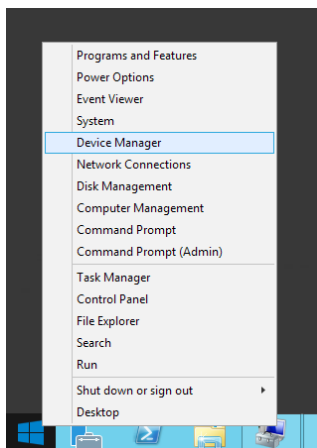 Programs and Features
Power Options
Event Viewer
System
Device Manager
Network Connections
Disk Management
Computer Management
Command Prompt
Command Prompt (Admin)
Task Manager
Control Panel
File Explorer
Search
Run
Shut down or sign out
Desktop